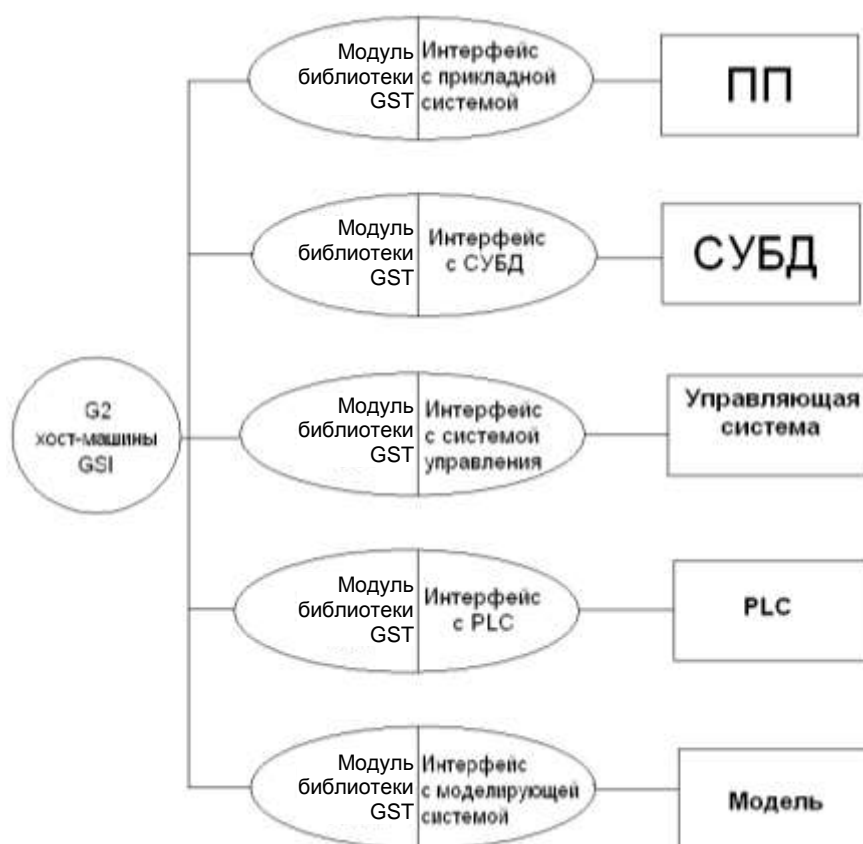 Модуль
библиотеки
GST
Интерфейс
с прикладной
системой
ПП
Модуль
библиотеки
GST
Интерфейс
с СУБД
СУБД
G2
хост-машины
GSI
Модуль
библиотеки
GST
Интерфейс
с системой
управления
Управляющая
система
Модуль
библиотеки
GST
Интерфейс
с PLC
PLC
Модуль
библиотеки
GST
Интерфейс
с моделирующей
системой
Модель